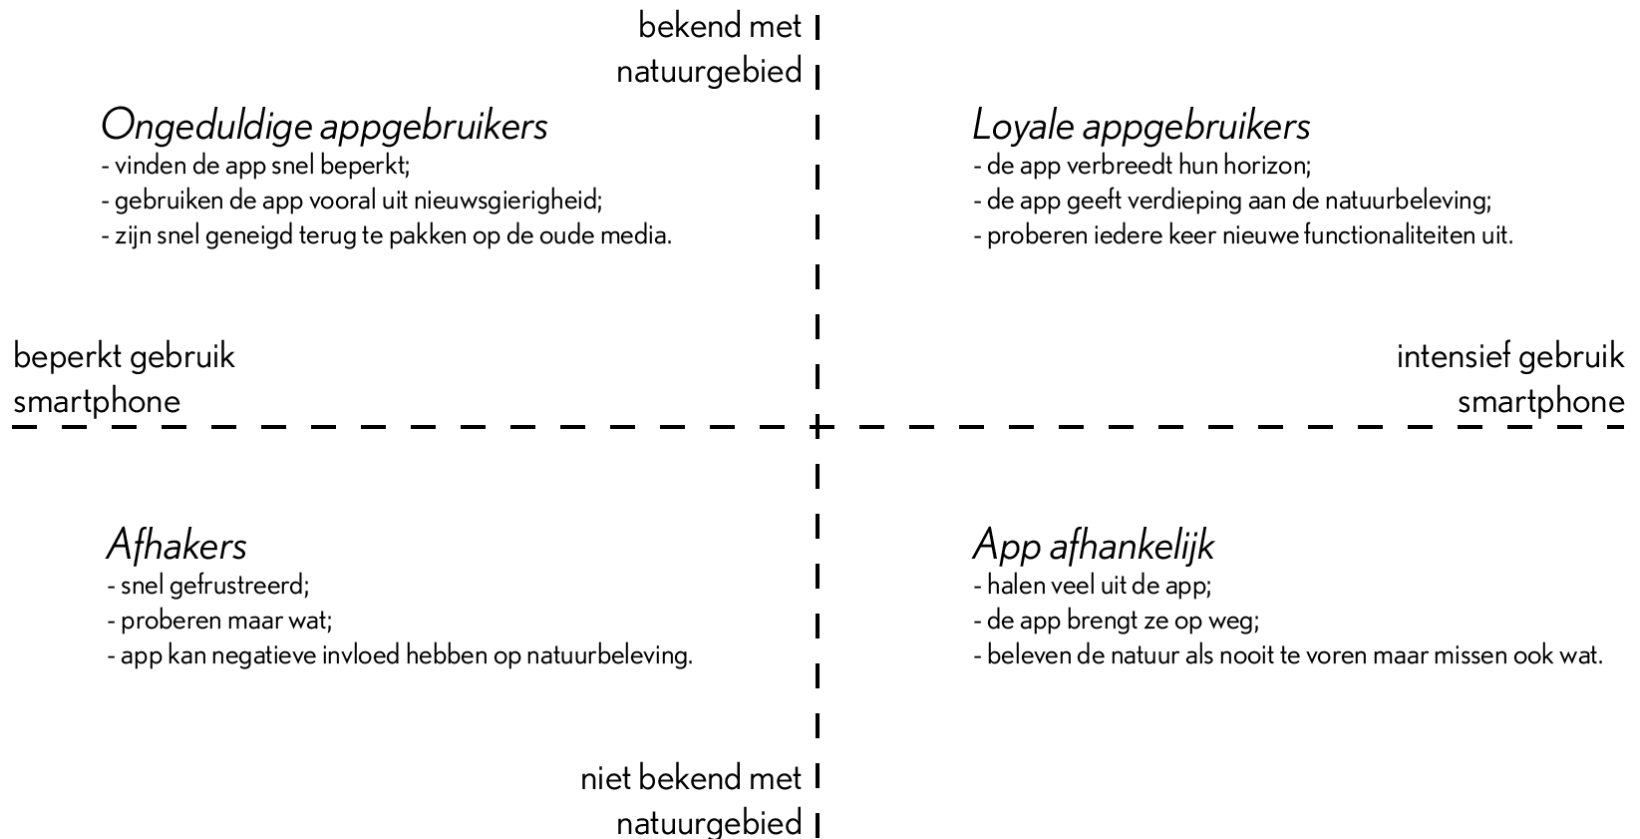 bekend met
natuurgebied
Ongeduldige appgebruikers
- vinden de app snel beperkt;
- gebruiken de app vooral uit nieuwsgierigheid;
- zijn snel geneigd terug te pakken op de oude media.
Loyale appgebruikers
- de app verbreedt hun horizon;
- de app geeft verdieping aan de natuurbeleving;
- proberen iedere keer nieuwe functionaliteiten uit.
beperkt gebruik
smartphone
intensief gebruik
smartphone
Afhakers
- snel gefrustreerd;
- proberen maar wat;
- app kan negatieve invloed hebben op natuurbeleving.
App afhankelijk
- halen veel uit de app;
- de app brengt ze op weg;
- beleven de natuur als nooit te voren maar missen ook wat.
niet bekend met
natuurgebied